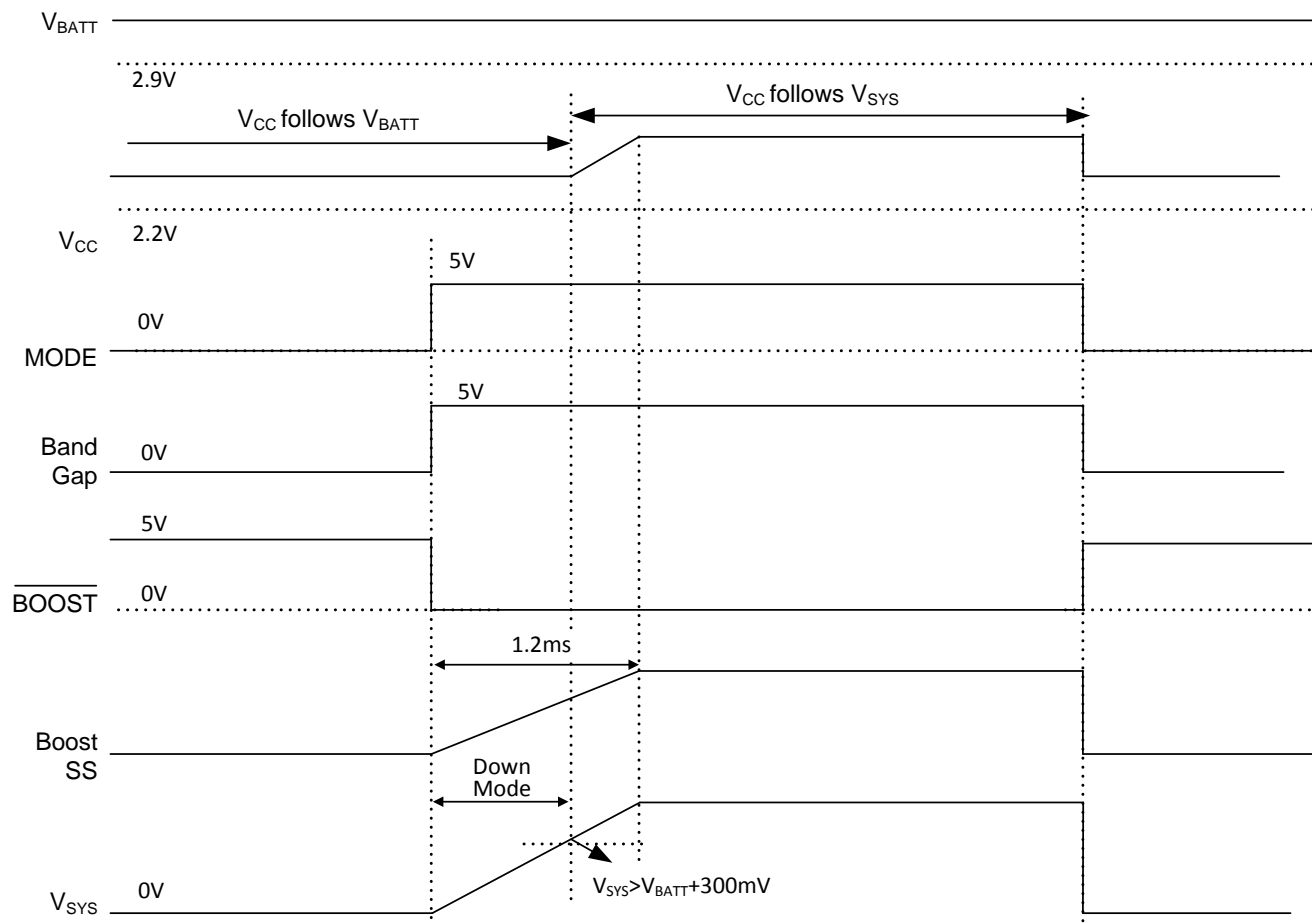 VBATT
2.9V
VCC follows VBATT
VCC follows VSYS
VCC
2.2V
5V
0V
MODE
5V
Band
Gap
0V
5V
BOOST
0V
1.2ms
Boost
SS
Down
Mode
VSYS>VBATT+300mV
0V
VSYS